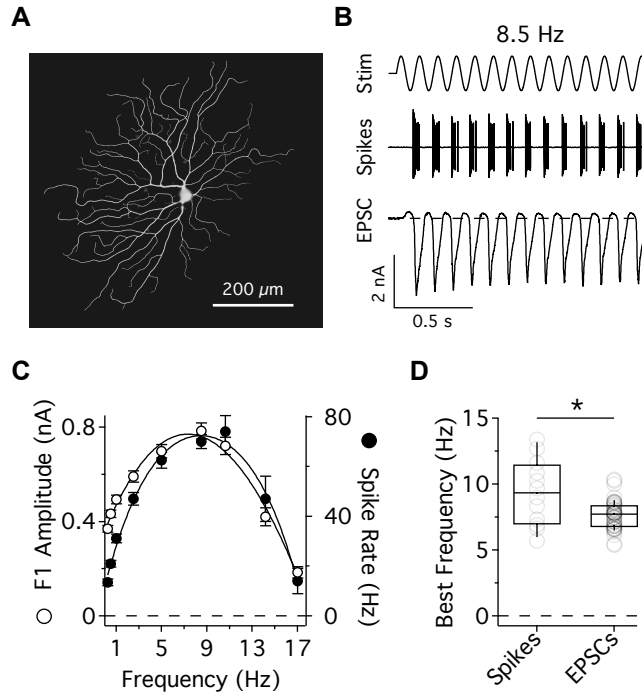 A
200 µm
B
8.5 Hz
Stim
Spikes
EPSC
2 nA
0.5 s
C
F1 Amplitude (nA)
0.8
0.4
0
80
40
0
Spike Rate (Hz)
1
5
9
13
17
Frequency (Hz)
D
*
Best Frequency (Hz)
15
10
5
0
Spikes
EPSCs